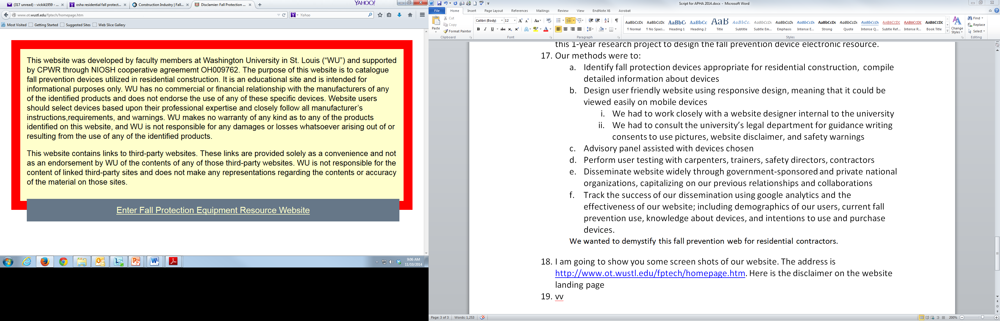 (317 unread) - vickik1959 - ...
osha residential fall protect...
Construction Industry | Fall...
Disclamier: Fall Protection ...
YAHOO!
www.ot.wustl.edu/fptech/homepage.htm
Yahoo
Most Visited Getting Started Suggested Sites Web Slice Gallery
This website was developed by faculty members at Washington University in St. Louis (“WU”) and supported
by CPWR through NIOSH cooperative agreememt OH009762. The purpose of this website is to catalogue
fall prevention devices utilized in residential construction. It is an educational site and is intended for
informational purposes only. WU has no commercial or financial relationship with the manufacturers of any
of the identified products and does not endorse the use of any of these specific devices. Website users
should select devices based upon their professional expertise and closely follow all manufacturer’s
instructions,requirements, and warnings. WU makes no warranty of any kind as to any of the products
identified on this website, and WU is not responsible for any damages or losses whatsoever arising out of or
resulting from the use of any of the identified products.
This website contains links to third-party websites. These links are provided solely as a convenience and not
as an endorsement by WU of the contents of any of those third-party websites. WU is not responsible for the
content of linked third-party sites and does not make any representations regarding the contents or accuracy
of the material on those sites.
Enter Fall Protection Equipment Resource Website
9:06 AM
11/10/2014
Script for APHA 2014.docx - Microsoft Word
File Home Insert Page Layout References Mailings Review View EndNote X6 Acrobat
Paste
Cut
Copy
Format Painter
Clipboard
Calibri (Body) 12
Font
Paragraph
AaBbCcDc AaBbCcDc AaBbC AaBbCc AaB AaBbCc. AaBbCcDc AaBbCcDc AaBbCcDc AaBbCcDc AaBbCcDc AaBbCcDc AaBbCcDc AaBbCcDc AaBbCcDc
¶ Normal ¶ No Spaci... Heading 1 Heading 2 Title Subtitle Subtle Em... Emphasis Intense E... Strong Quote Intense Q... Subtle Ref... Intense R... Book Title
Styles
Change
Styles
Find
Replace
Select
Editing
this 1-year research project to design the fall prevention device electronic resource.
17. Our methods were to:
a. Identify fall protection devices appropriate for residential construction, compile
detailed information about devices
b. Design user friendly website using responsive design, meaning that it could be
viewed easily on mobile devices
i. We had to work closely with a website designer internal to the university
ii. We had to consult the university’s legal department for guidance writing
consents to use pictures, website disclaimer, and safety warnings
c. Advisory panel assisted with devices chosen
d. Perform user testing with carpenters, trainers, safety directors, contractors
e. Disseminate website widely through government-sponsored and private national
organizations, capitalizing on our previous relationships and collaborations
f. Track the success of our dissemination using google analytics and the
effectiveness of our website; including demographics of our users, current fall
prevention use, knowledge about devices, and intentions to use and purchase
devices.
We wanted to demystify this fall prevention web for residential contractors.
18. I am going to show you some screen shots of our website. The address is
http://www.ot.wustl.edu/fptech/homepage.htm. Here is the disclaimer on the website
landing page
19. vv
Page: 3 of 3 Words: 1,253
200%